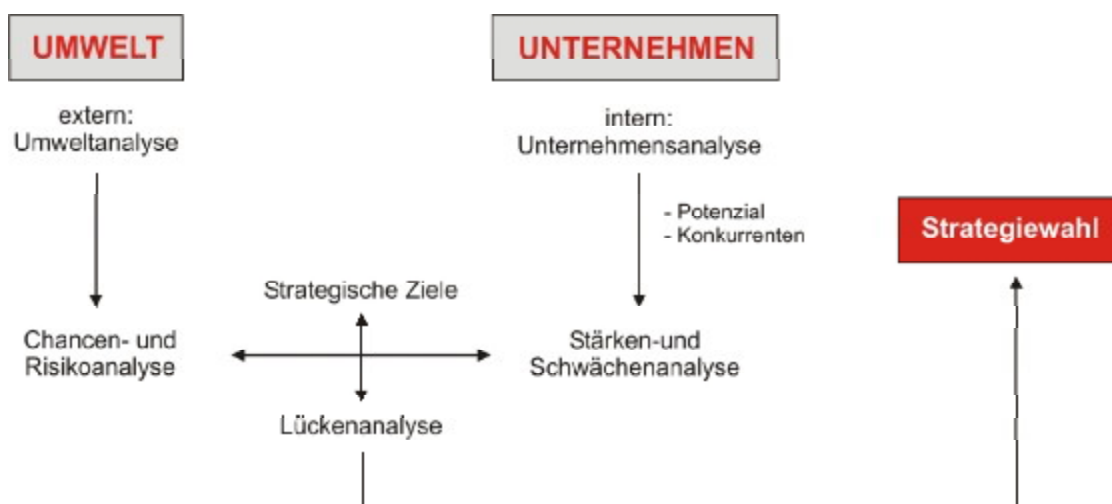 UMWELT
UNTERNEHMEN
extern:
Umweltanalyse
intern:
Unternehmensanalyse
- Potenzial
- Konkurrenten
Strategiewahl
Strategische Ziele
Chancen- und
Risikoanalyse
Stärken-und
Schwächenanalyse
Lückenanalyse